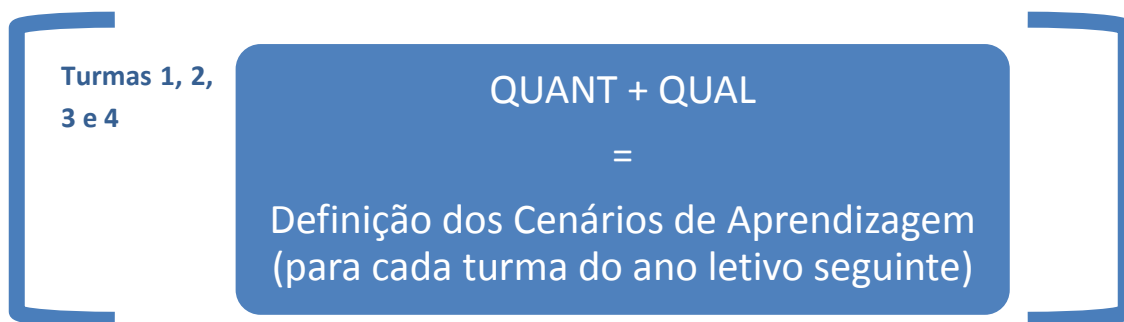 Turmas 1, 2,
3 e 4
QUANT + QUAL
=
Definição dos Cenários de Aprendizagem
(para cada turma do ano letivo seguinte)